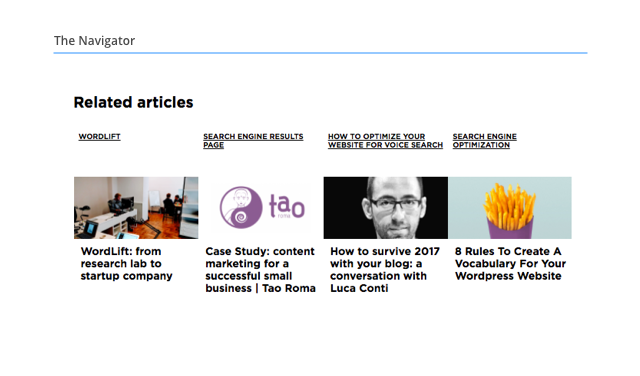 The Navigator
Related articles
WORDLIFT
SEARCH ENGINE RESULTS
PAGE
HOW TO OPTIMIZE YOUR
WEBSITE FOR VOICE SEARCH
SEARCH ENGINE
OPTIMIZATION
tao
roma
WordLift: from
research lab to
startup company
Case Study: content
marketing for a
successful small
business | Tao Roma
How to survive 2017
with your blog: a
conversation with
Luca Conti
8 Rules To Create A
Vocabulary For Your
Wordpress Website